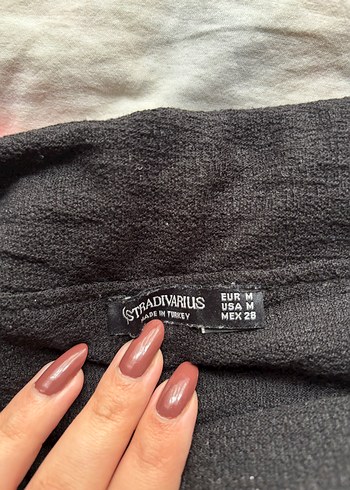 STRADIVARIUS
MADE IN TURKEY
EUR M
USA M
MEX 28